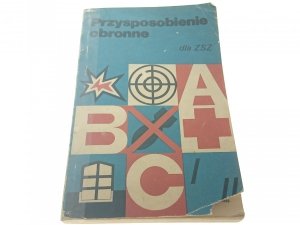 Przysposobienie
obronne
dla ZSZ
A
B
C